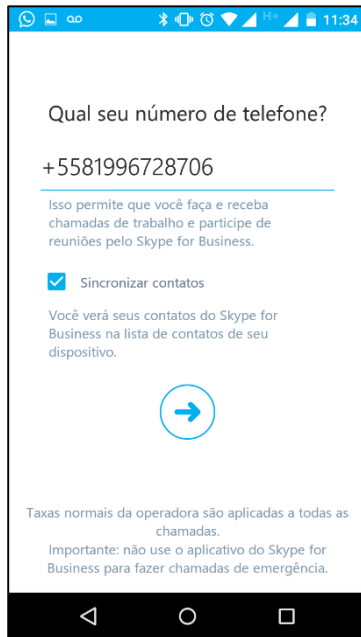 H+ 11:34
Qual seu número de telefone?
+5581996728706
Isso permite que você faça e receba
chamadas de trabalho e participe de
reuniões pelo Skype for Business.
Sincronizar contatos
Você verá seus contatos do Skype for
Business na lista de contatos de seu
dispositivo.
Taxas normais da operadora são aplicadas a todas as
chamadas.
Importante: não use o aplicativo do Skype for
Business para fazer chamadas de emergência.